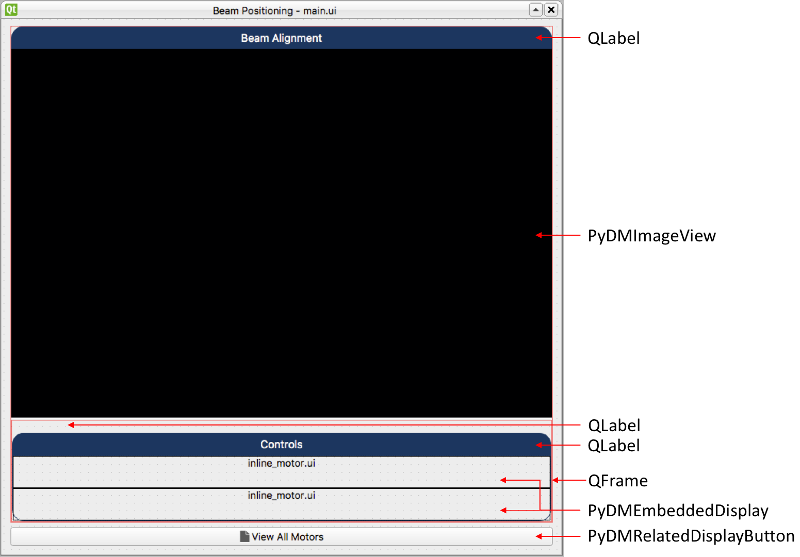 Qt Beam Positioning - main.ui
Beam Alignment
QLabel
PyDMImageView
QLabel
Controls
QLabel
inline_motor.ui
QFrame
inline_motor.ui
PyDMEmbeddedDisplay
View All Motors
PyDMRelatedDisplayButton